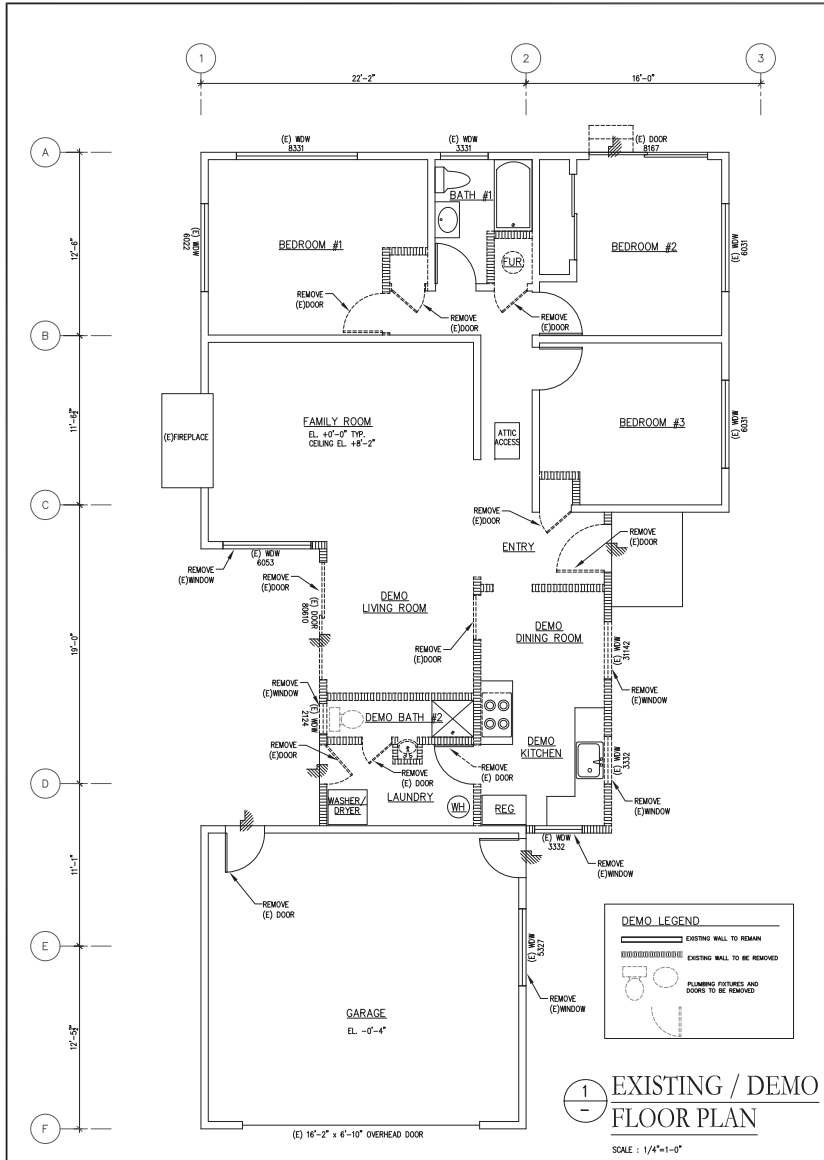 1
2
3
22'-2"
16'-0"
A
B
C
D
E
F
12'-6"
11'-6½"
19'-0"
11'-1"
12'-5½"
(E) WDW
8331
(E) WDW
3331
(E) DOOR
8167
BATH #1
BEDROOM #1
BEDROOM #2
(E) WDW
6022
(E) WDW
6031
FUR
REMOVE
(E)DOOR
REMOVE
(E)DOOR
REMOVE
(E)DOOR
(E)FIREPLACE
FAMILY ROOM
EL. +0'-0" TYP.
CEILING EL. +8'-2"
ATTIC
ACCESS
BEDROOM #3
(E) WDW
6031
REMOVE
(E)DOOR
ENTRY
REMOVE
(E)DOOR
(E) WDW
6053
REMOVE
(E)WINDOW
REMOVE
(E)DOOR
(E) DOOR
80610
DEMO
LIVING ROOM
DEMO
DINING ROOM
REMOVE
(E)DOOR
(E) WDW
31142
REMOVE
(E)WINDOW
REMOVE
(E)WINDOW
(E) WDW
2124
DEMO BATH #2
DEMO
KITCHEN
(E) WDW
3332
REMOVE
(E)DOOR
REMOVE
(E) DOOR
REMOVE
(E) DOOR
LAUNDRY
WASHER/
DRYER
WH
REG
REMOVE
(E)WINDOW
(E) WDW
3332
REMOVE
(E)WINDOW
REMOVE
(E) DOOR
(E) WDW
5327
REMOVE
(E)WINDOW
GARAGE
EL. -0'-4"
(E) 16'-2" x 6'-10" OVERHEAD DOOR
DEMO LEGEND
EXISTING WALL TO REMAIN
EXISTING WALL TO BE REMOVED
PLUMBING FIXTURES AND
DOORS TO BE REMOVED
1
-
EXISTING / DEMO
FLOOR PLAN
SCALE : 1/4"=1-0"